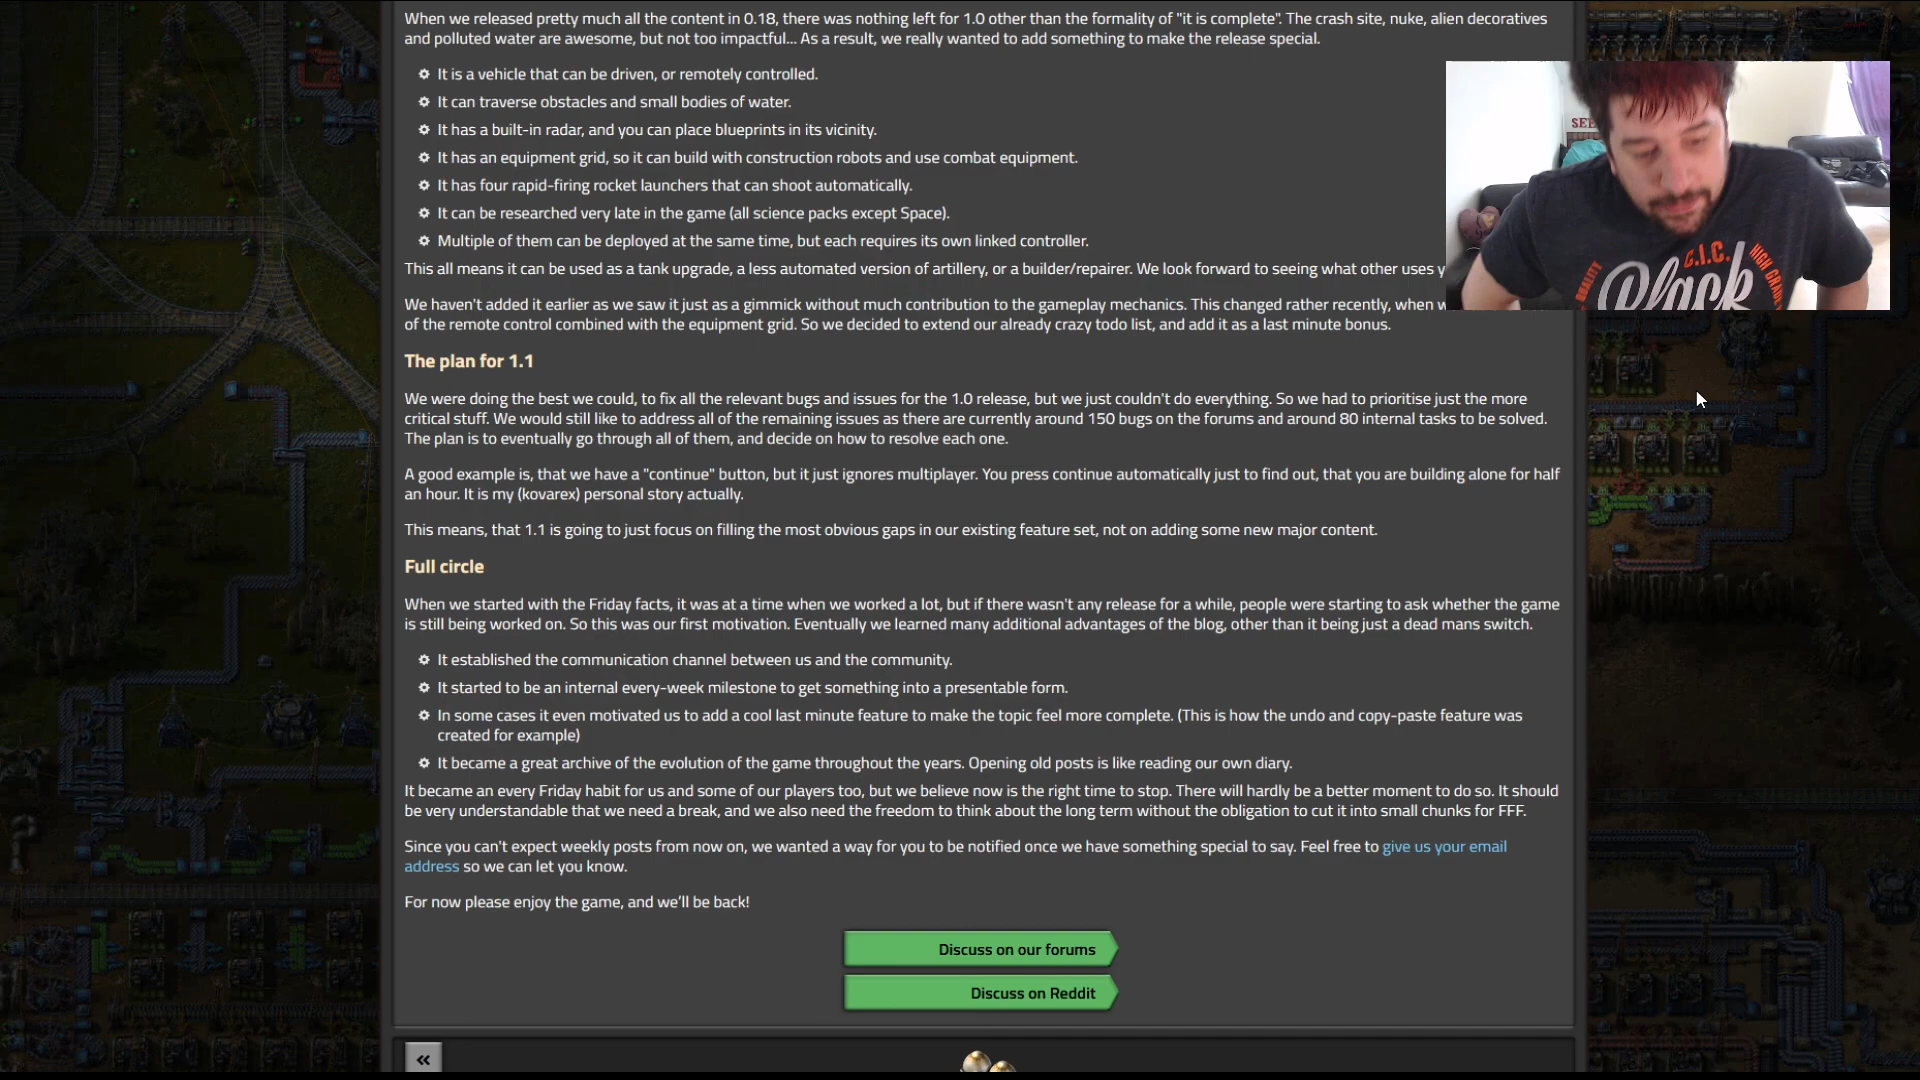 When we released pretty much all the content in 0.18, there was nothing left for 1.0 other than the formality of "it is complete". The crash site, nuke, alien decoratives
and polluted water are awesome, but not too impactful... As a result, we really wanted to add something to make the release special.
It is a vehicle that can be driven, or remotely controlled.
It can traverse obstacles and small bodies of water.
It has a built-in radar, and you can place blueprints in its vicinity.
It has an equipment grid, so it can build with construction robots and use combat equipment.
It has four rapid-firing rocket launchers that can shoot automatically.
It can be researched very late in the game (all science packs except Space).
Multiple of them can be deployed at the same time, but each requires its own linked controller.
This all means it can be used as a tank upgrade, a less automated version of artillery, or a builder/repairer. We look forward to seeing what other uses y
We haven't added it earlier as we saw it just as a gimmick without much contribution to the gameplay mechanics. This changed rather recently, when w
of the remote control combined with the equipment grid. So we decided to extend our already crazy todo list, and add it as a last minute bonus.
The plan for 1.1
We were doing the best we could, to fix all the relevant bugs and issues for the 1.0 release, but we just couldn't do everything. So we had to prioritise just the more
critical stuff. We would still like to address all of the remaining issues as there are currently around 150 bugs on the forums and around 80 internal tasks to be solved.
The plan is to eventually go through all of them, and decide on how to resolve each one.
A good example is, that we have a "continue" button, but it just ignores multiplayer. You press continue automatically just to find out, that you are building alone for half
an hour. It is my (kovarex) personal story actually.
This means, that 1.1 is going to just focus on filling the most obvious gaps in our existing feature set, not on adding some new major content.
Full circle
When we started with the Friday facts, it was at a time when we worked a lot, but if there wasn't any release for a while, people were starting to ask whether the game
is still being worked on. So this was our first motivation. Eventually we learned many additional advantages of the blog, other than it being just a dead mans switch.
It established the communication channel between us and the community.
It started to be an internal every-week milestone to get something into a presentable form.
In some cases it even motivated us to add a cool last minute feature to make the topic feel more complete. (This is how the undo and copy-paste feature was
created for example)
It became a great archive of the evolution of the game throughout the years. Opening old posts is like reading our own diary.
It became an every Friday habit for us and some of our players too, but we believe now is the right time to stop. There will hardly be a better moment to do so. It should
be very understandable that we need a break, and we also need the freedom to think about the long term without the obligation to cut it into small chunks for FFF.
Since you can't expect weekly posts from now on, we wanted a way for you to be notified once we have something special to say. Feel free to give us your email
address so we can let you know.
For now please enjoy the game, and we'll be back!
Discuss on our forums
Discuss on Reddit
«
SEE
G.I.C.
QUALITY
Black
HIGH GRADE